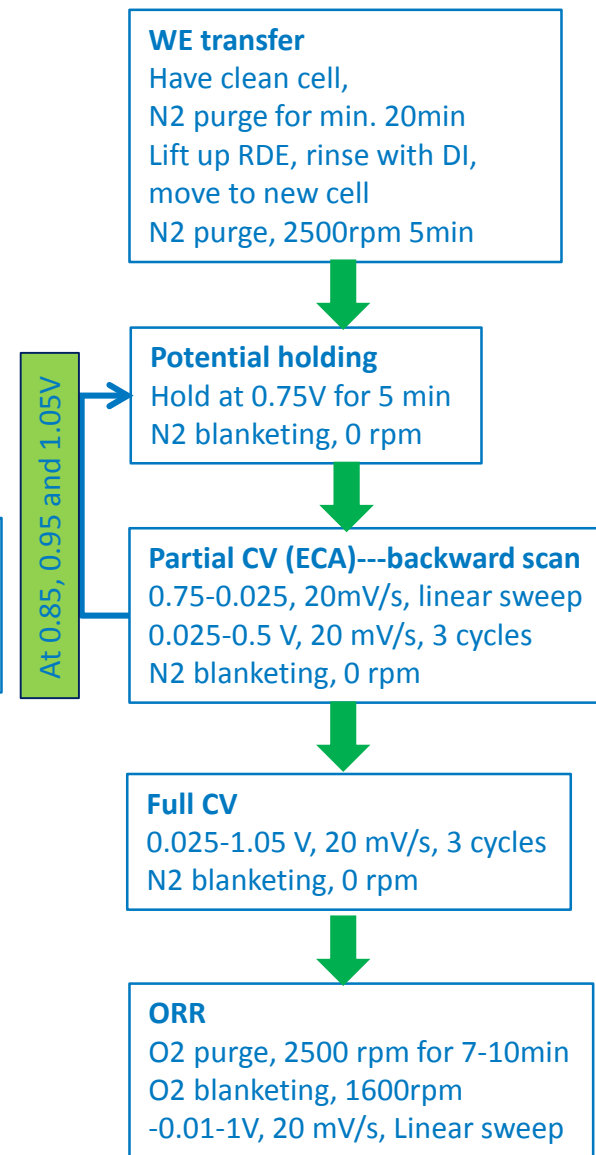 WE transfer
Have clean cell,
N2 purge for min. 20min
Lift up RDE, rinse with DI,
move to new cell
N2 purge, 2500rpm 5min
Potential holding
Hold at 0.75V for 5 min
N2 blanketing, 0 rpm
At 0.85, 0.95 and 1.05V
Partial CV (ECA)---backward scan
0.75-0.025, 20mV/s, linear sweep
0.025-0.5 V, 20 mV/s, 3 cycles
N2 blanketing, 0 rpm
Full CV
0.025-1.05 V, 20 mV/s, 3 cycles
N2 blanketing, 0 rpm
ORR
O2 purge, 2500 rpm for 7-10min
O2 blanketing, 1600rpm
-0.01-1V, 20 mV/s, Linear sweep